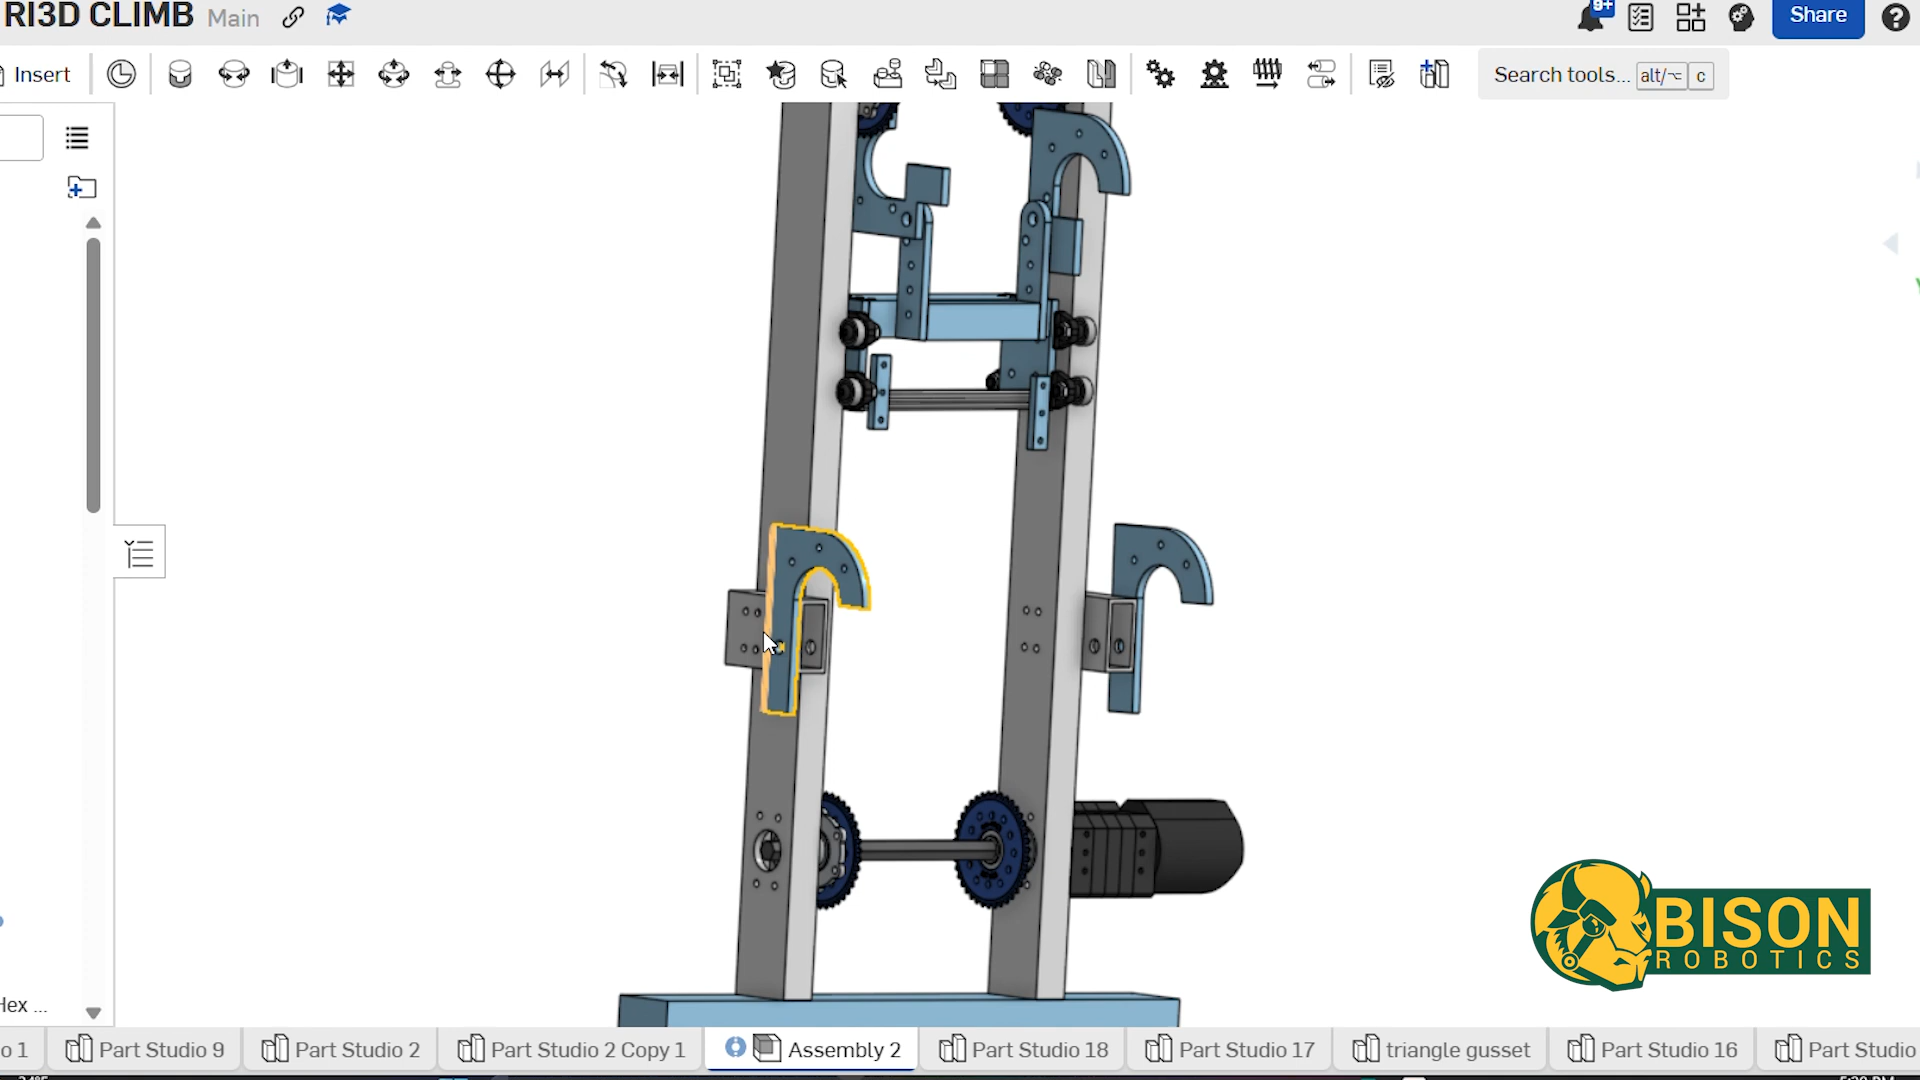 RI3D CLIMB Main
9+
Share
?
Insert
Search tools... alt/⌥ c
BISON
ROBOTICS
Hex ...
o 1
Part Studio 9
Part Studio 2
Part Studio 2 Copy 1
Assembly 2
Part Studio 18
Part Studio 17
triangle gusset
Part Studio 16
Part Studio